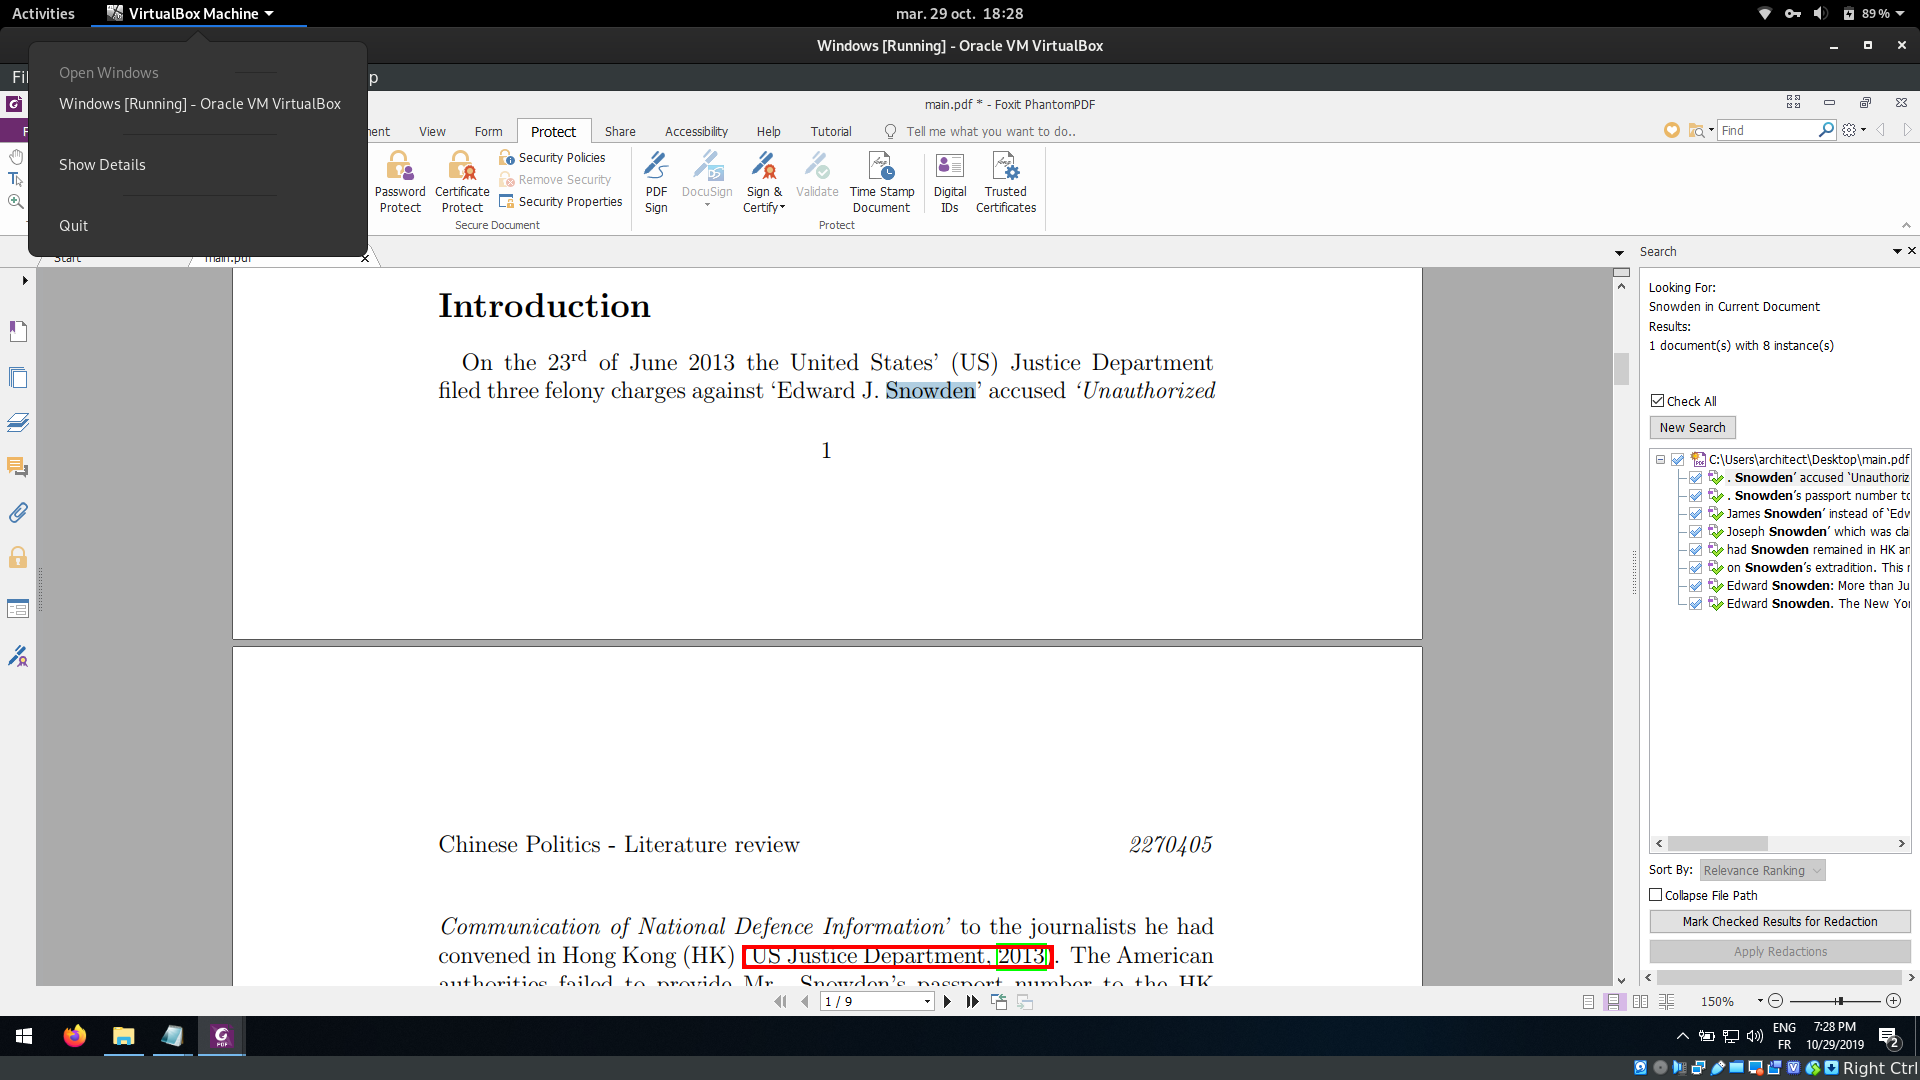 Activities
VirtualBox Machine
mar. 29 oct. 18:28
89 %
Windows [Running] - Oracle VM VirtualBox
Open Windows
Windows [Running] - Oracle VM VirtualBox
Show Details
Quit
main.pdf * - Foxit PhantomPDF
View
Form
Protect
Share
Accessibility
Help
Tutorial
Tell me what you want to do..
Find
Password Protect
Certificate Protect
Security Policies
Remove Security
Security Properties
Secure Document
PDF Sign
DocuSign
Sign & Certify
Validate
Time Stamp Document
Digital IDs
Trusted Certificates
Protect
Start
main.pdf
Introduction
On the 23rd of June 2013 the United States’ (US) Justice Department
filed three felony charges against ‘Edward J. Snowden’ accused ‘Unauthorized
1
Chinese Politics - Literature review
2270405
Communication of National Defence Information’ to the journalists he had
convened in Hong Kong (HK) US Justice Department, 2013. The American
authorities failed to provide Mr. Snowden’s passport number to the HK
Search
Looking For:
Snowden in Current Document
Results:
1 document(s) with 8 instance(s)
Check All
New Search
C:\Users\architect\Desktop\main.pdf
. Snowden’ accused ‘Unauthoriz
. Snowden’s passport number to
James Snowden’ instead of ‘Edw
Joseph Snowden’ which was cla
had Snowden remained in HK an
on Snowden’s extradition. This r
Edward Snowden: More than Ju
Edward Snowden. The New Yor
Sort By:
Relevance Ranking
Collapse File Path
Mark Checked Results for Redaction
Apply Redactions
1 / 9
150%
ENG
FR
7:28 PM
10/29/2019
2
Right Ctrl